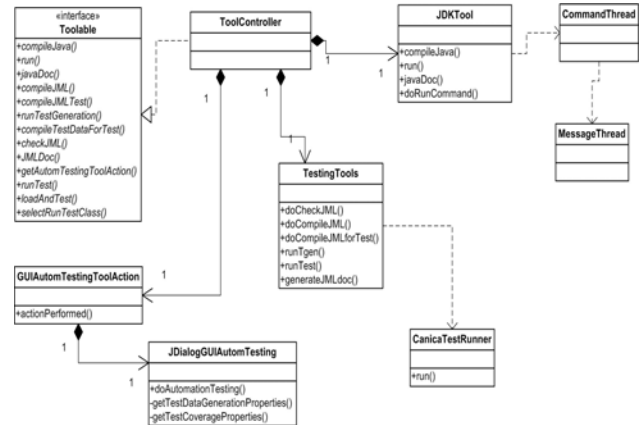 «interface»
Toolable
+compileJava()
+run()
+javaDoc()
+compileJML()
+compileJMLTest()
+runTestGeneration()
+compileTestDataForTest()
+checkJML()
+JMLDoc()
+getAutomTestingToolAction()
+runTest()
+loadAndTest()
+selectRunTestClass()
ToolController
1
1
1
1
JDKTool
+compileJava()
+run()
+javaDoc()
+doRunCommand()
CommandThread
MessageThread
1
TestingTools
+doCheckJML()
+doCompileJML()
+doCompileJMLforTest()
+runTgen()
+runTest()
+generateJMLdoc()
1
GUIAutomTestingToolAction
+actionPerformed()
1
1
JDialogGUIAutomTesting
+doAutomationTesting()
-getTestDataGenerationProperties()
-getTestCoverageProperties()
CanicaTestRunner
+run()